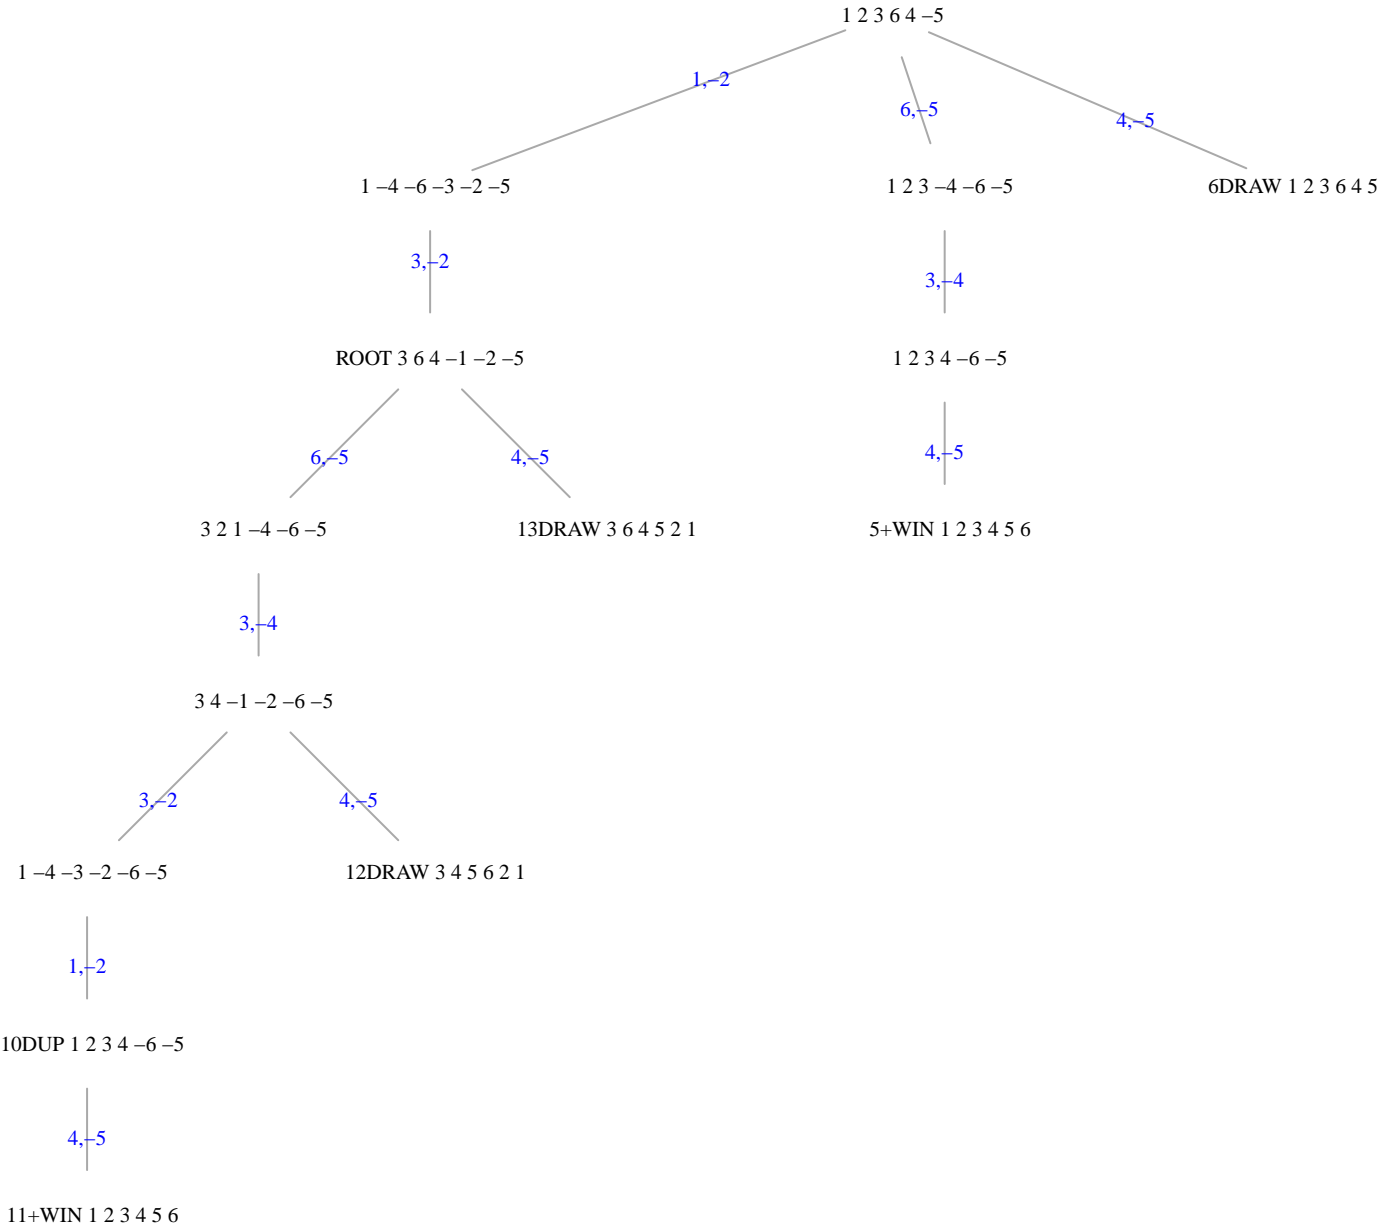 1 2 3 6 4 –5
1,–2
6,–5
4,–5
1 –4 –6 –3 –2 –5
1 2 3 –4 –6 –5
6DRAW 1 2 3 6 4 5
3,–2
3,–4
ROOT 3 6 4 –1 –2 –5
1 2 3 4 –6 –5
6,–5
4,–5
4,–5
3 2 1 –4 –6 –5
13DRAW 3 6 4 5 2 1
5+WIN 1 2 3 4 5 6
3,–4
3 4 –1 –2 –6 –5
3,–2
4,–5
1 –4 –3 –2 –6 –5
12DRAW 3 4 5 6 2 1
1,–2
10DUP 1 2 3 4 –6 –5
4,–5
11+WIN 1 2 3 4 5 6